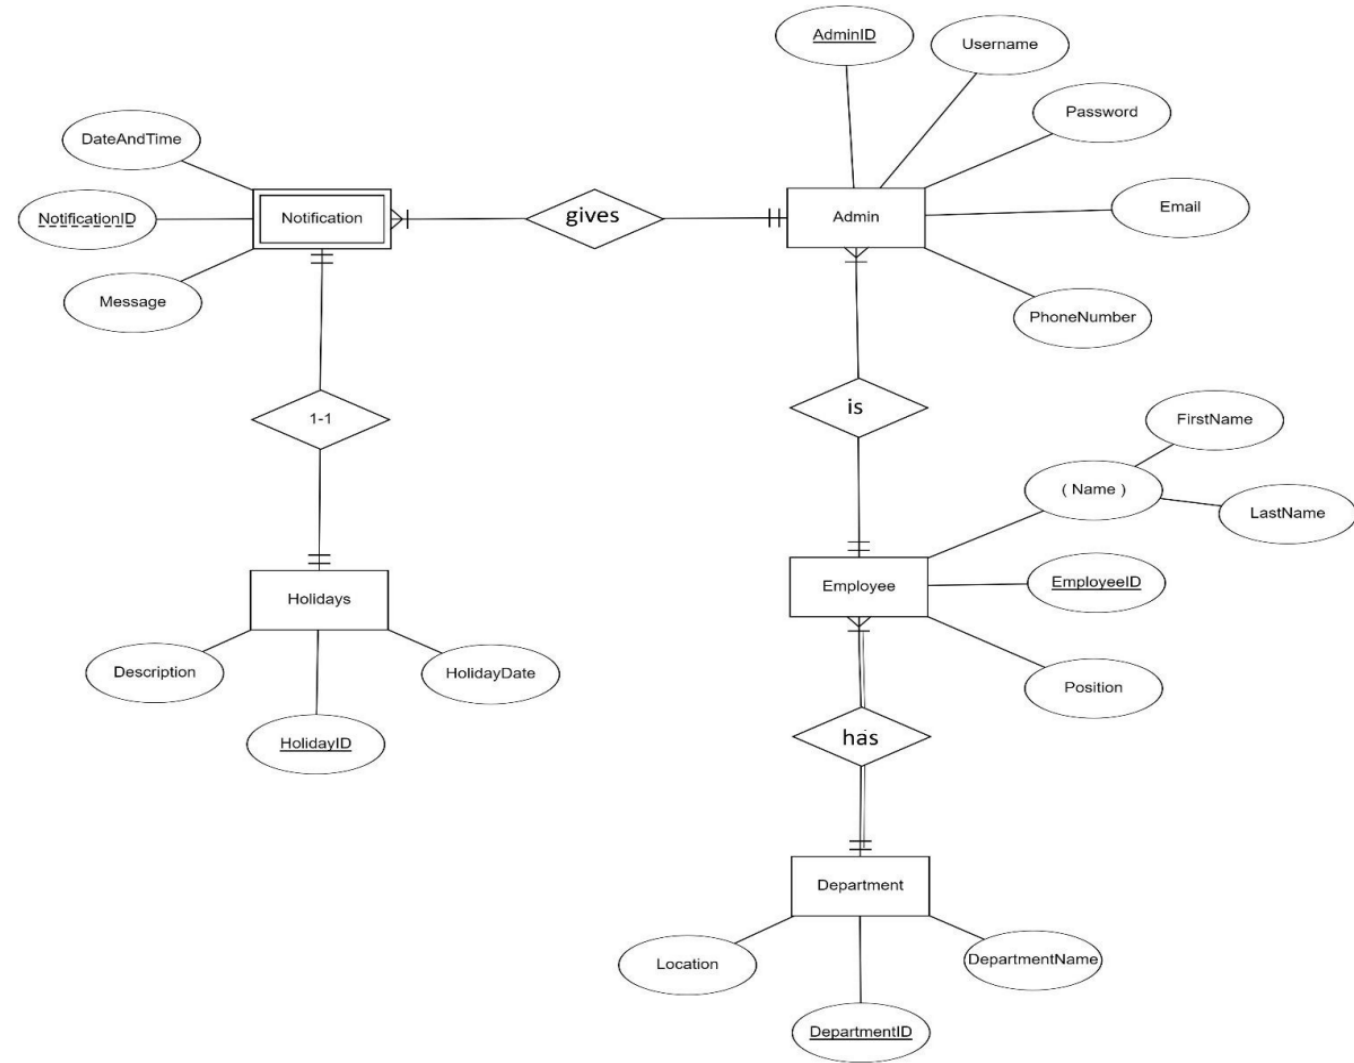 AdminID
Username
Password
DateAndTime
NotificationID
Notification
gives
Admin
Email
Message
PhoneNumber
1-1
is
FirstName
( Name )
LastName
Holidays
Employee
EmployeeID
Description
HolidayDate
Position
HolidayID
has
Department
Location
DepartmentName
DepartmentID